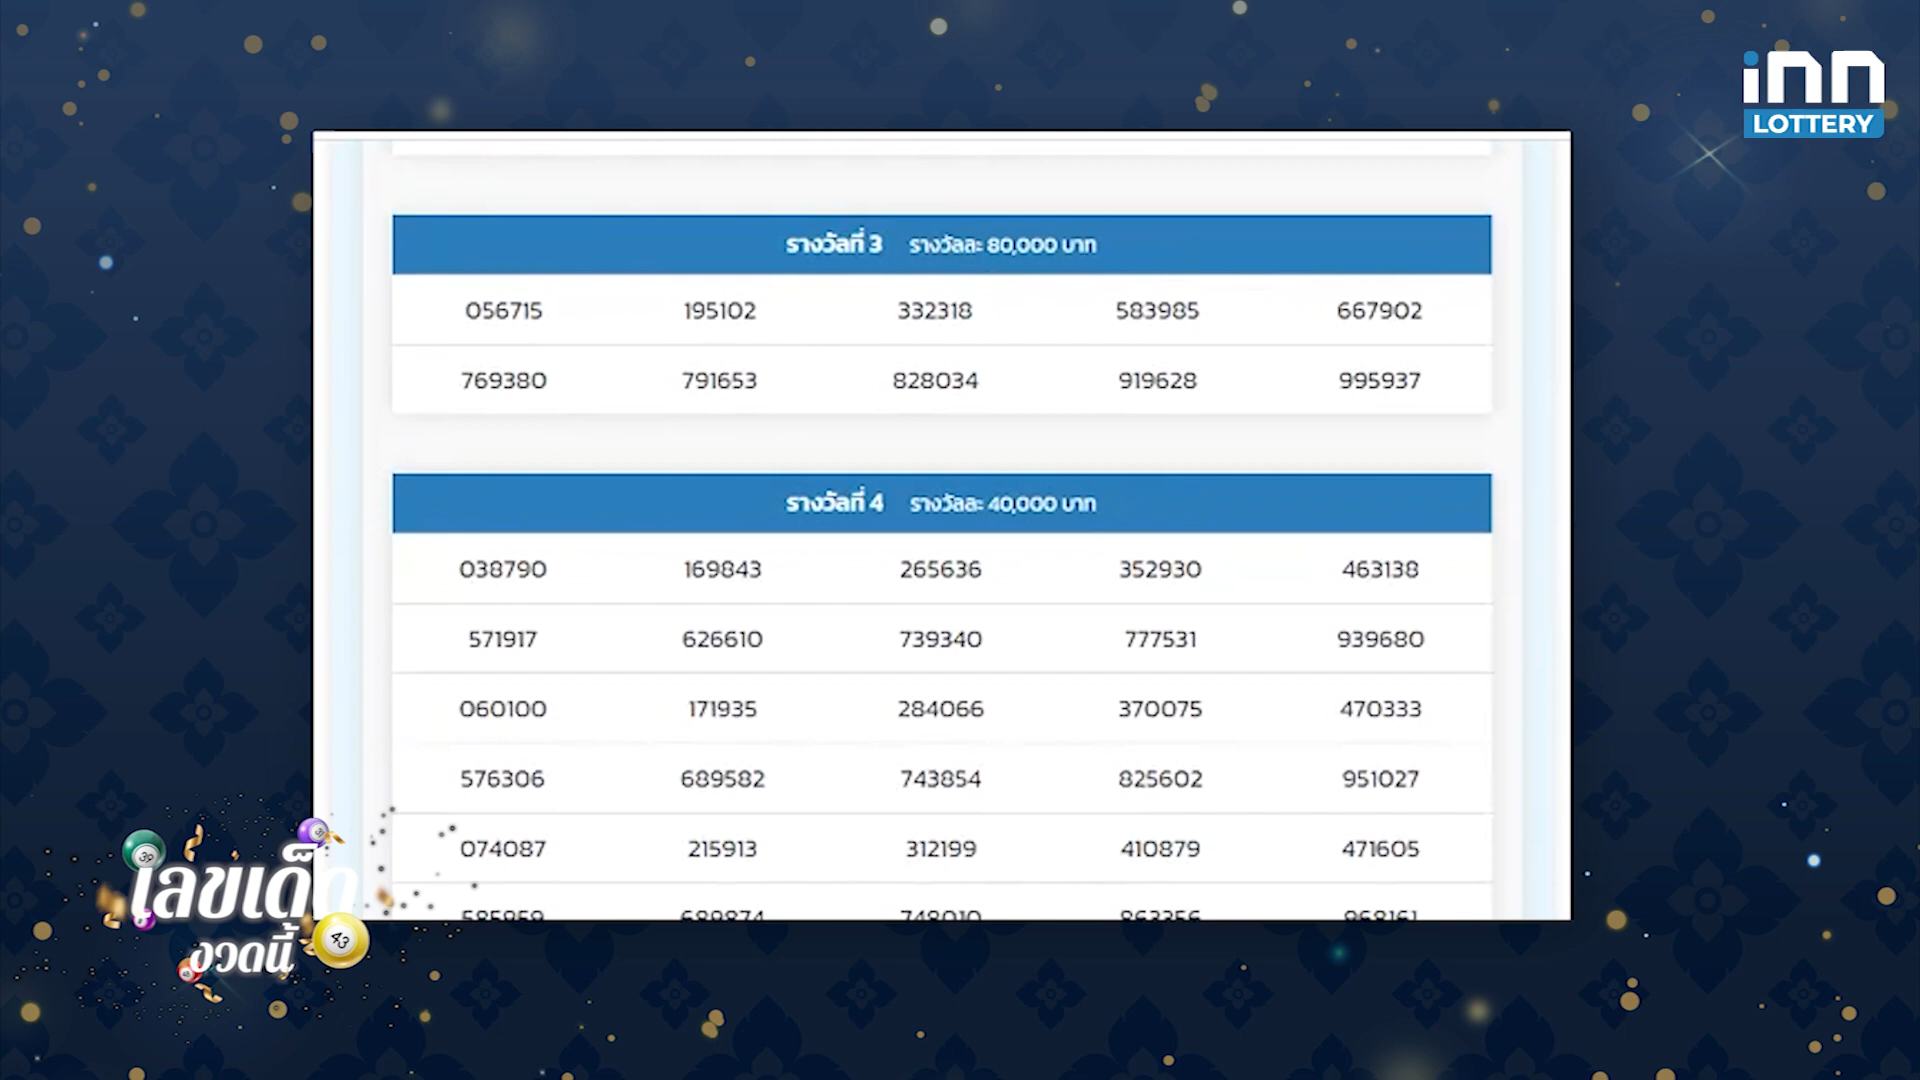 inn
LOTTERY
รางวัลที่ 3 รางวัลละ 80,000 บาท
056715 195102 332318 583985 667902
769380 791653 828034 919628 995937
รางวัลที่ 4 รางวัลละ 40,000 บาท
038790 169843 265636 352930 463138
571917 626610 739340 777531 939680
060100 171935 284066 370075 470333
576306 689582 743854 825602 951027
074087 215913 312199 410879 471605
เลขเด็ด
งวดนี้
39
43